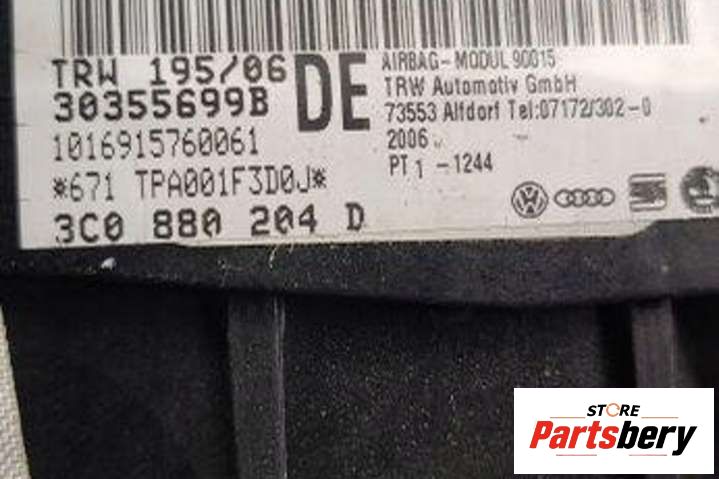 TRW 195/06
30355699B
1016915760061
*671 TPA001F3D0J*
3C0 880 204 D
DE
AIRBAG-MODUL 90015
TRW Automotiv GmbH
73553 Alfdorf Tel:07172/302-0
2006
PT1 -1244
STORE
Partsbery